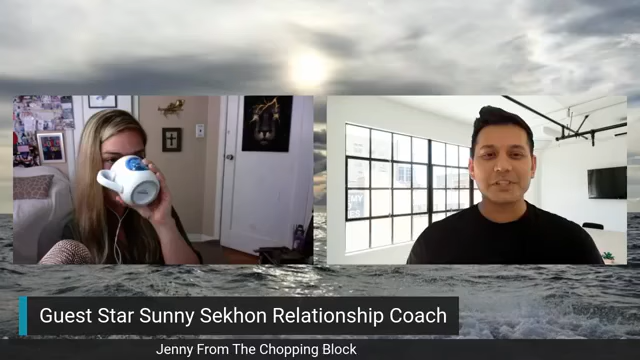 Guest Star Sunny Sekhon Relationship Coach
Jenny From The Chopping Block